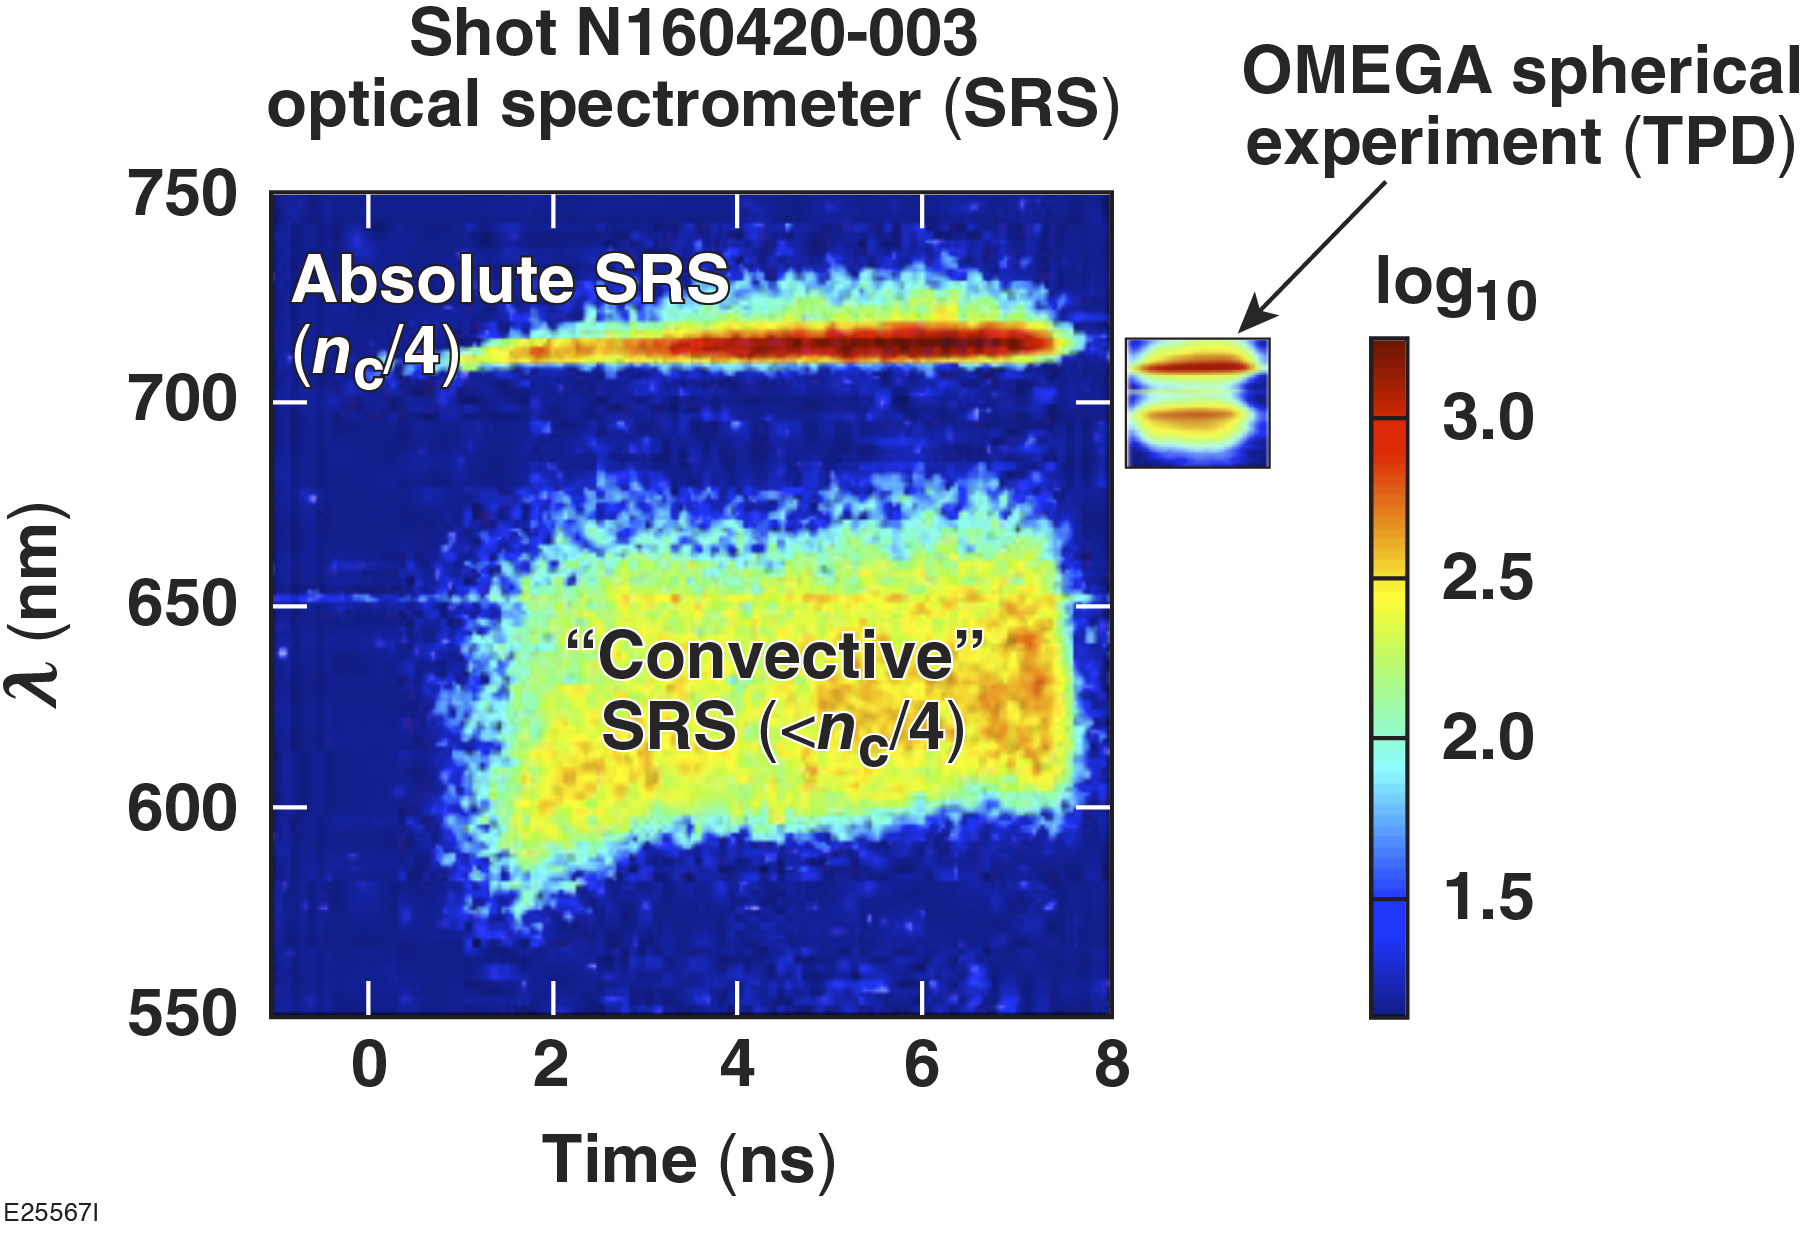 Shot N160420-003
optical spectrometer (SRS)
OMEGA spherical
experiment (TPD)
750
700
650
600
550
λ (nm)
Absolute SRS
(nc/4)
“Convective”
SRS (<nc/4)
0
2
4
6
8
Time (ns)
log10
3.0
2.5
2.0
1.5
E25567I